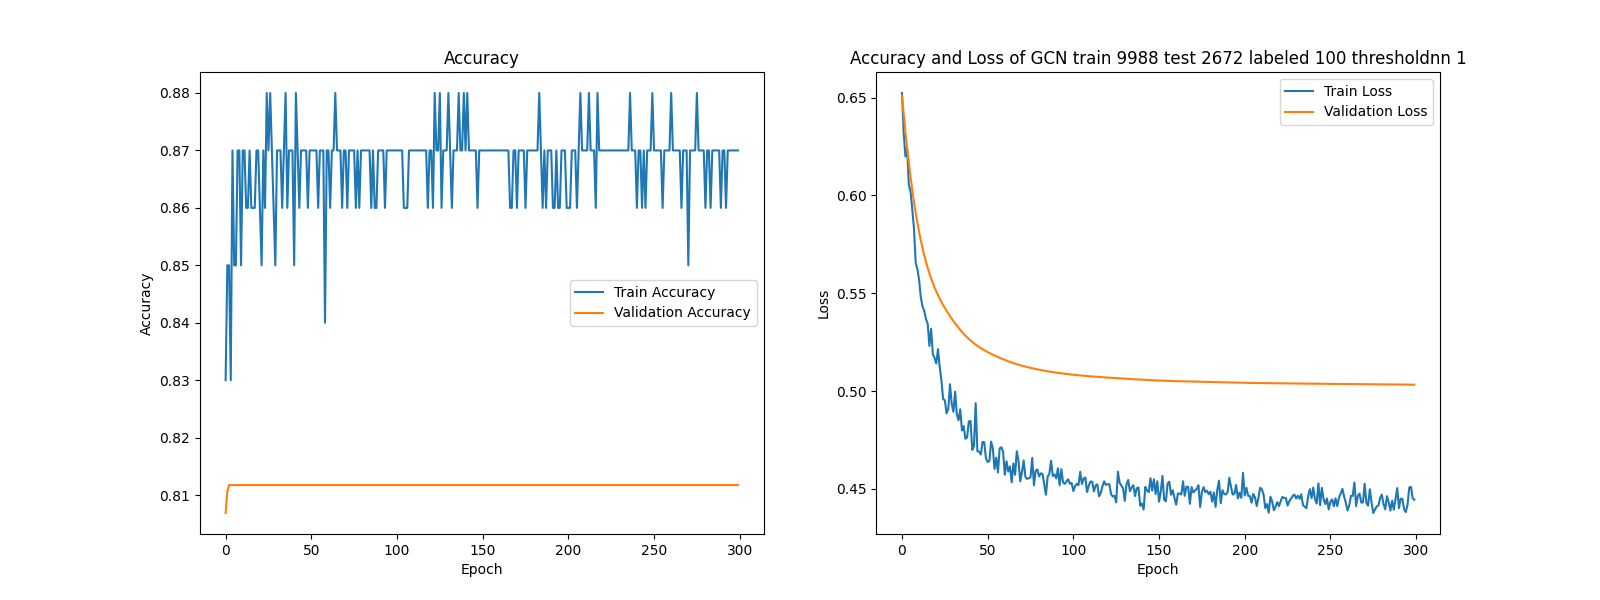 Accuracy
0.88
0.87
0.86
0.85
0.84
0.83
0.82
0.81
Accuracy
Train Accuracy
Validation Accuracy
0 50 100 150 200 250 300
Epoch
Accuracy and Loss of GCN train 9988 test 2672 labeled 100 thresholdnn 1
0.65
0.60
0.55
0.50
0.45
Loss
Train Loss
Validation Loss
0 50 100 150 200 250 300
Epoch